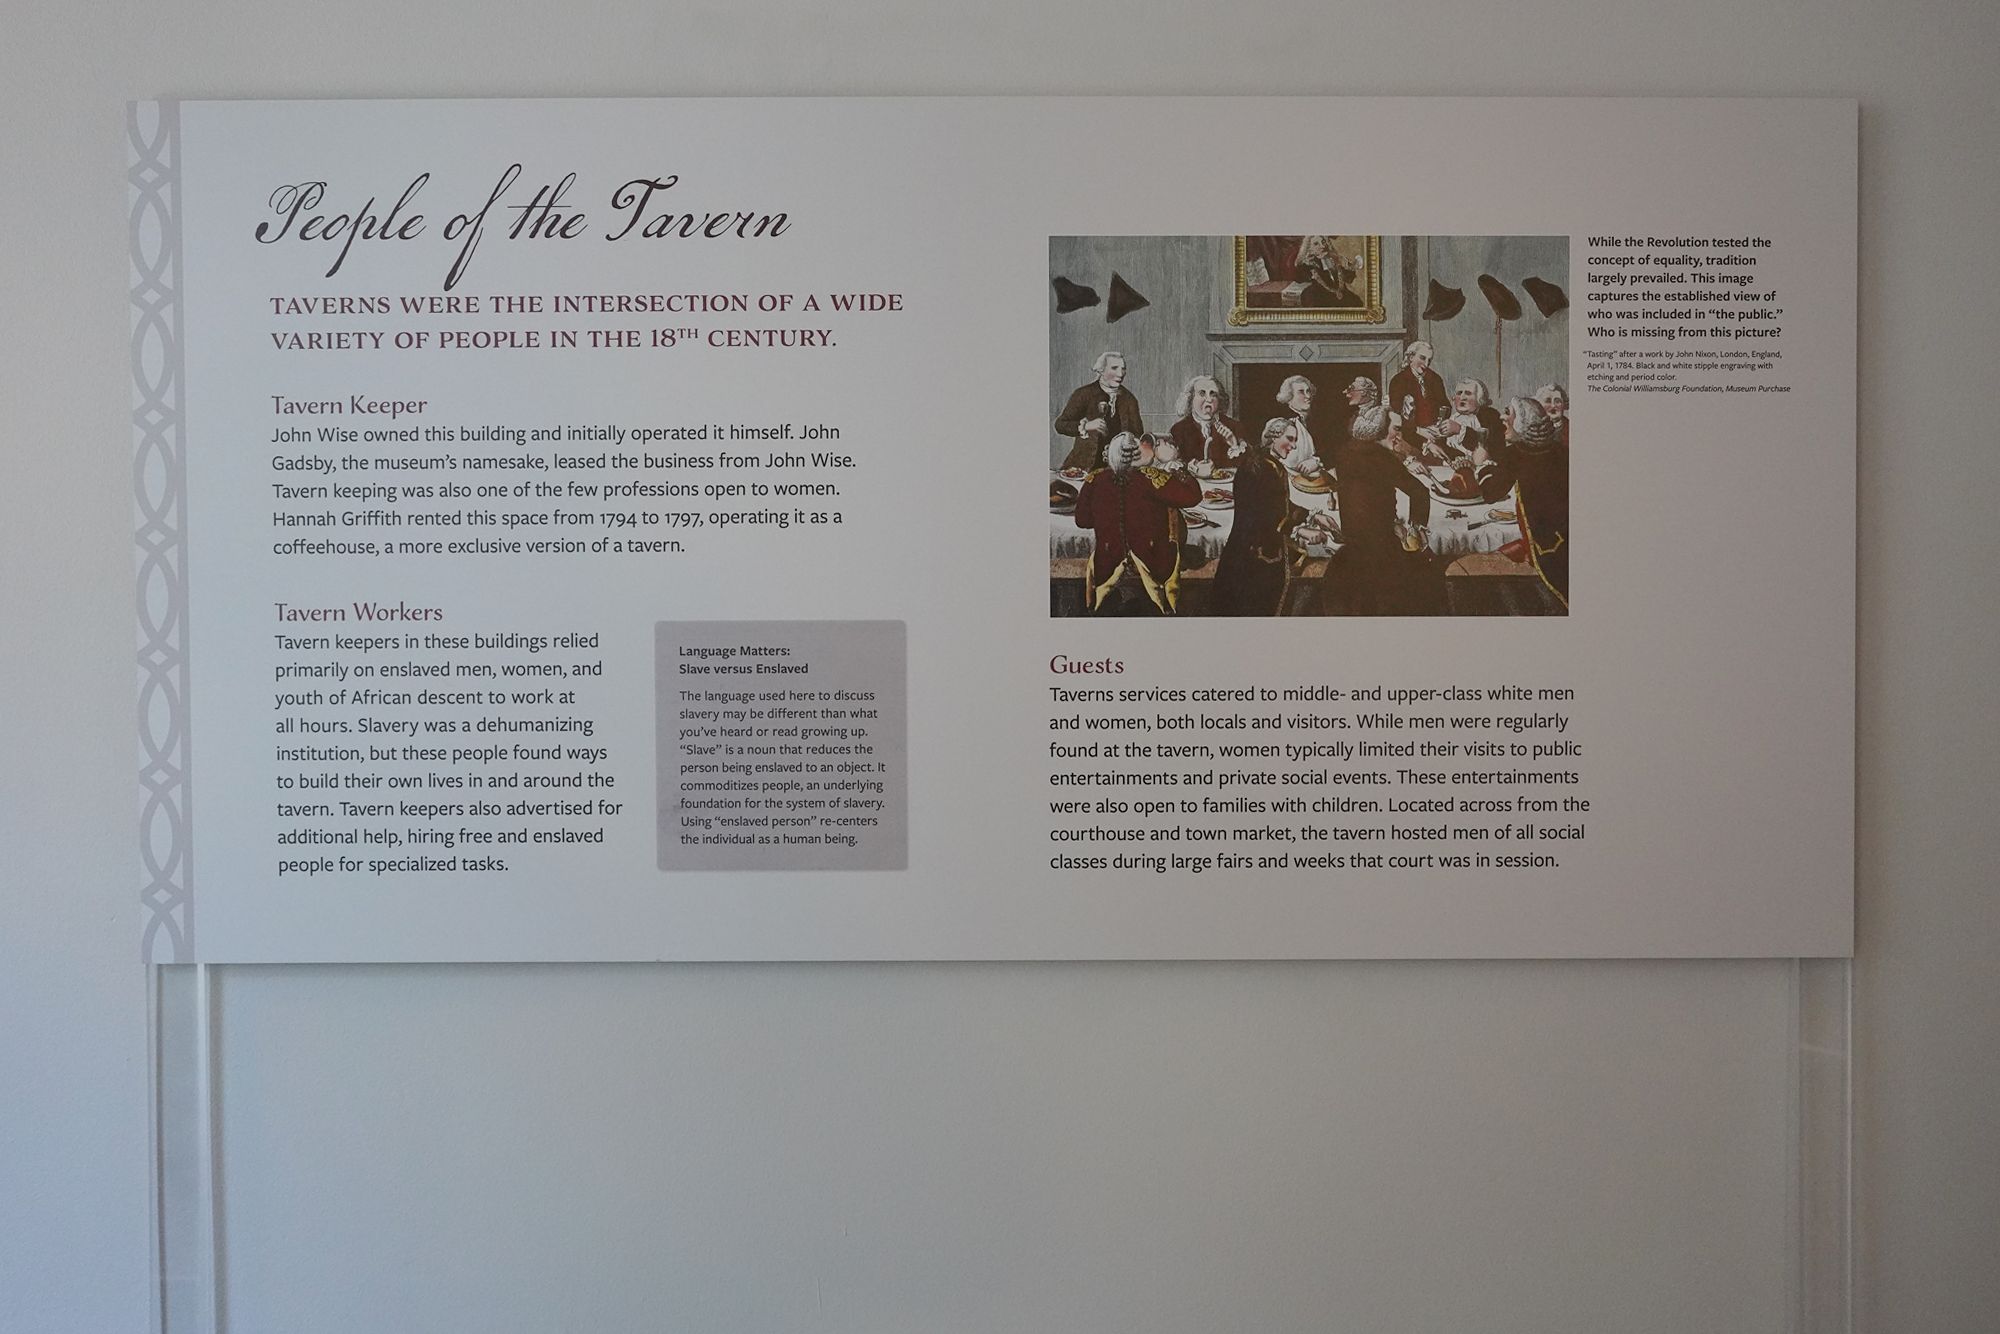 People of the Tavern
TAVERNS WERE THE INTERSECTION OF A WIDE
VARIETY OF PEOPLE IN THE 18TH CENTURY.
Tavern Keeper
John Wise owned this building and initially operated it himself. John
Gadsby, the museum's namesake, leased the business from John Wise.
Tavern keeping was also one of the few professions open to women.
Hannah Griffith rented this space from 1794 to 1797, operating it as a
coffeehouse, a more exclusive version of a tavern.
Tavern Workers
Tavern keepers in these buildings relied
primarily on enslaved men, women, and
youth of African descent to work at
all hours. Slavery was a dehumanizing
institution, but these people found ways
to build their own lives in and around the
tavern. Tavern keepers also advertised for
additional help, hiring free and enslaved
people for specialized tasks.
Language Matters:
Slave versus Enslaved
The language used here to discuss
slavery may be different than what
you've heard or read growing up.
“Slave” is a noun that reduces the
person being enslaved to an object. It
commoditizes people, an underlying
foundation for the system of slavery.
Using “enslaved person” re-centers
the individual as a human being.
While the Revolution tested the
concept of equality, tradition
largely prevailed. This image
captures the established view of
who was included in “the public.”
Who is missing from this picture?
“Tasting” after a work by John Nixon, London, England,
April 1, 1784. Black and white stipple engraving with
etching and period color.
The Colonial Williamsburg Foundation, Museum Purchase
Guests
Taverns services catered to middle- and upper-class white men
and women, both locals and visitors. While men were regularly
found at the tavern, women typically limited their visits to public
entertainments and private social events. These entertainments
were also open to families with children. Located across from the
courthouse and town market, the tavern hosted men of all social
classes during large fairs and weeks that court was in session.